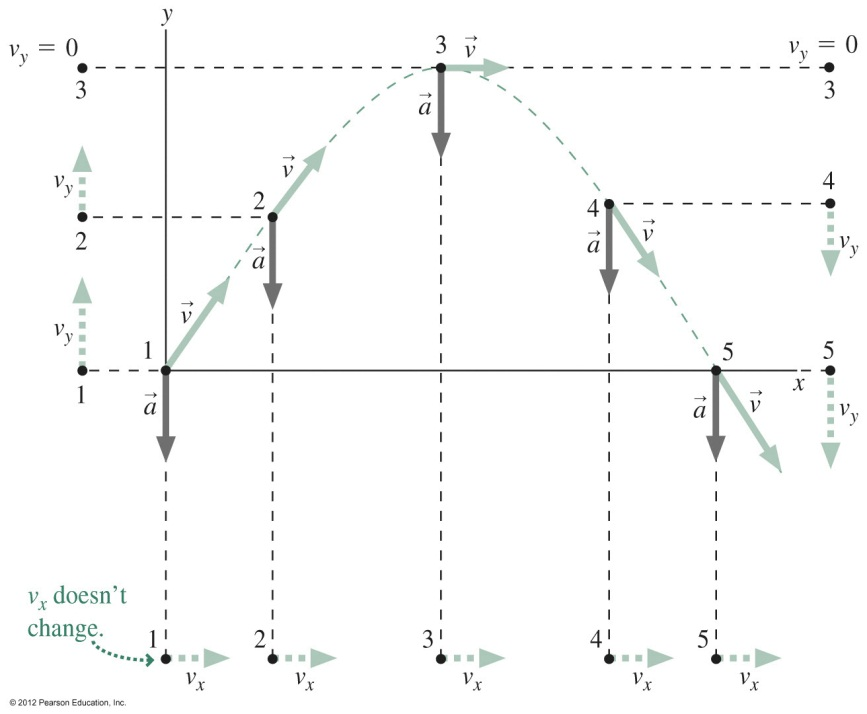 y
v_y = 0
3
v⃗
v_y = 0
3
3
a⃗
v⃗
v_y
2
4
4
2
a⃗
a⃗
v⃗
v_y
v⃗
v_y
1
5
5
x
1
a⃗
a⃗
v⃗
v_y
v_x doesn't
change.
1
2
3
4
5
v_x
v_x
v_x
v_x
v_x
© 2012 Pearson Education, Inc.